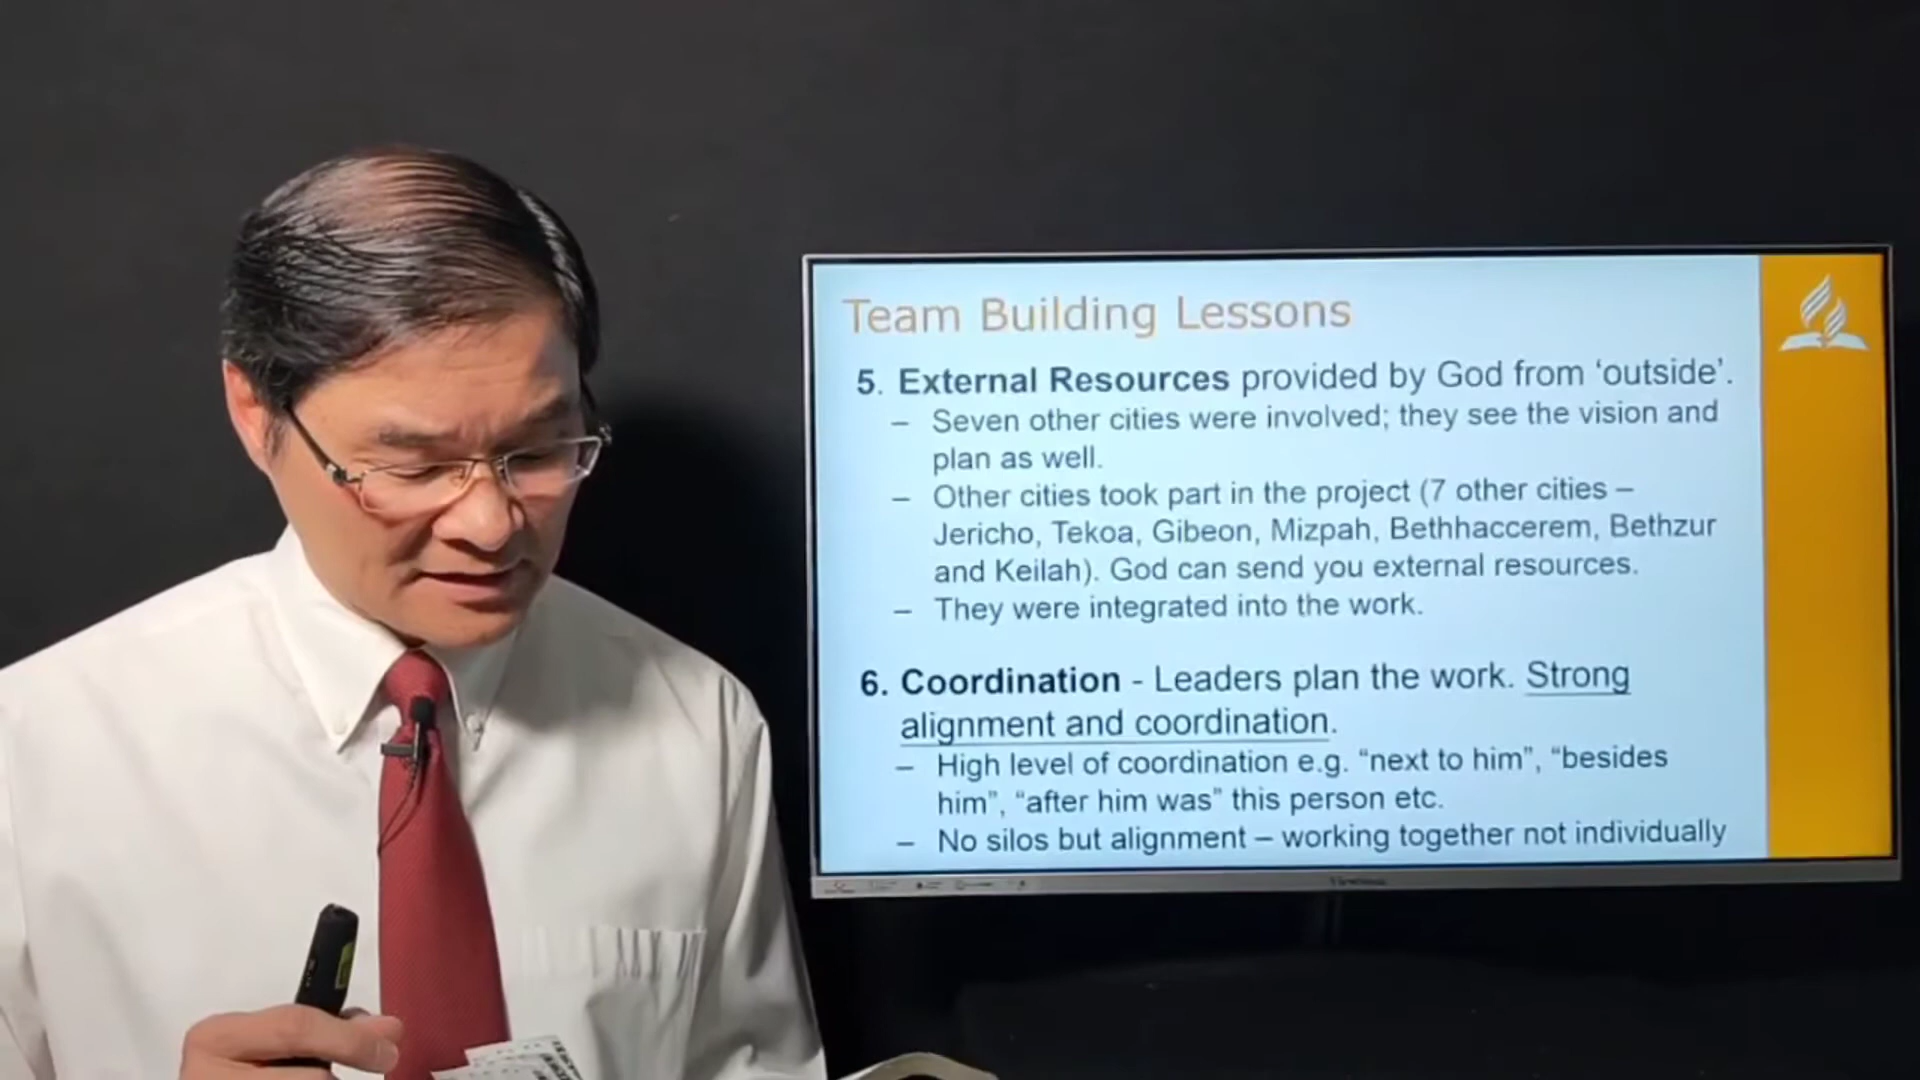 Team Building Lessons
5. External Resources provided by God from ‘outside’.
– Seven other cities were involved; they see the vision and
plan as well.
– Other cities took part in the project (7 other cities –
Jericho, Tekoa, Gibeon, Mizpah, Bethhaccerem, Bethzur
and Keilah). God can send you external resources.
– They were integrated into the work.
6. Coordination - Leaders plan the work. Strong
alignment and coordination.
– High level of coordination e.g. “next to him”, “besides
him”, “after him was” this person etc.
– No silos but alignment – working together not individually